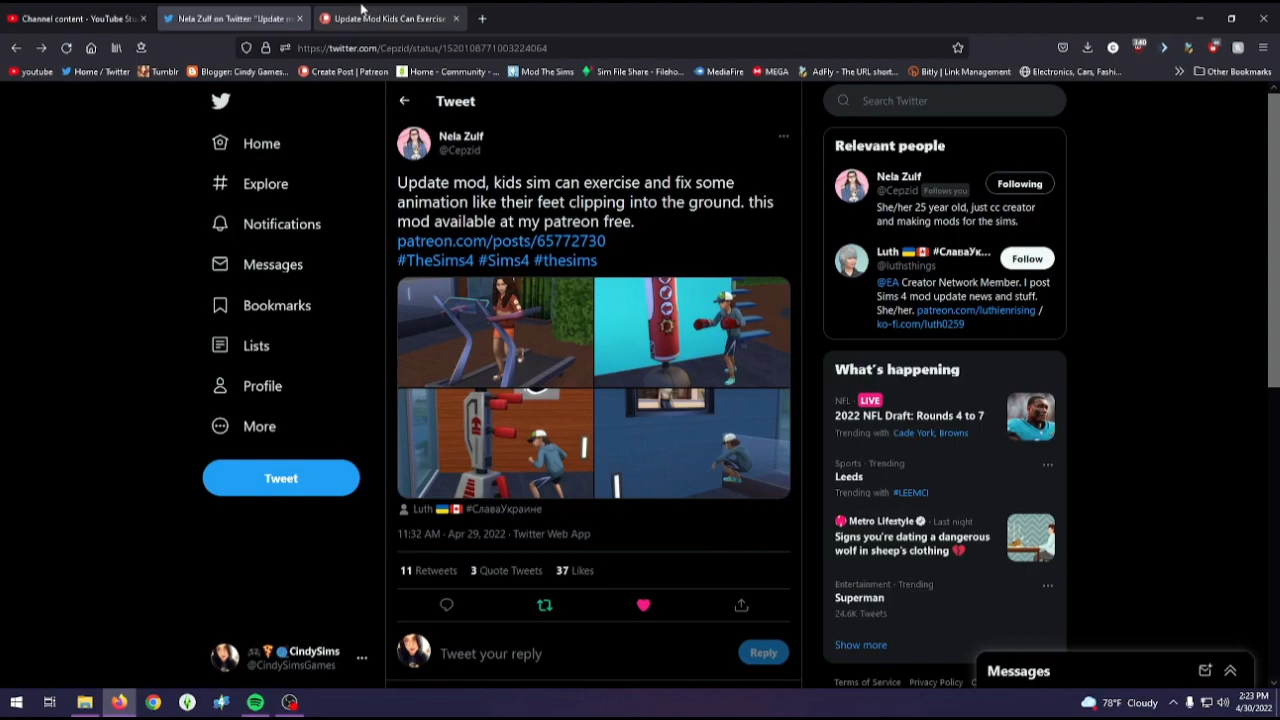 Channel content - YouTube Stu
Nela Zulf on Twitter: "Update m
Update Mod Kids Can Exercise
https://twitter.com/Cepzid/status/1520108771003224064
youtube
Home / Twitter
Tumblr
Blogger: Cindy Games...
Create Post | Patreon
Home - Community -...
Mod The Sims
Sim File Share - Fileho...
MediaFire
MEGA
AdFly - The URL short...
Bitly | Link Management
Electronics, Cars, Fashi...
Other Bookmarks
Home
Explore
Notifications
Messages
Bookmarks
Lists
Profile
More
Tweet
CindySims
@CindySimsGames
Tweet
Nela Zulf
@Cepzid
Update mod, kids sim can exercise and fix some
animation like their feet clipping into the ground. this
mod available at my patreon free.
patreon.com/posts/65772730
#TheSims4 #Sims4 #thesims
Luth 🇺🇦🇨🇦 #СлаваУкраине
11:32 AM · Apr 29, 2022 · Twitter Web App
11 Retweets 3 Quote Tweets 37 Likes
Tweet your reply
Reply
Search Twitter
Relevant people
Nela Zulf
@Cepzid Follows you
Following
She/her 25 year old, just cc creator
and making mods for the sims.
Luth 🇺🇦🇨🇦 #СлаваУк...
@luthsthings
Follow
@EA Creator Network Member. I post
Sims 4 mod update news and stuff.
She/her. patreon.com/luthienrising /
ko-fi.com/luth0259
What's happening
NFL · LIVE
2022 NFL Draft: Rounds 4 to 7
Trending with Cade York, Browns
Sports · Trending
Leeds
Trending with #LEEMCI
Metro Lifestyle · Last night
Signs you're dating a dangerous
wolf in sheep's clothing 💔
Entertainment · Trending
Superman
24.6K Tweets
Show more
Terms of Service Privacy Policy
Messages
78°F Cloudy
2:23 PM
4/30/2022